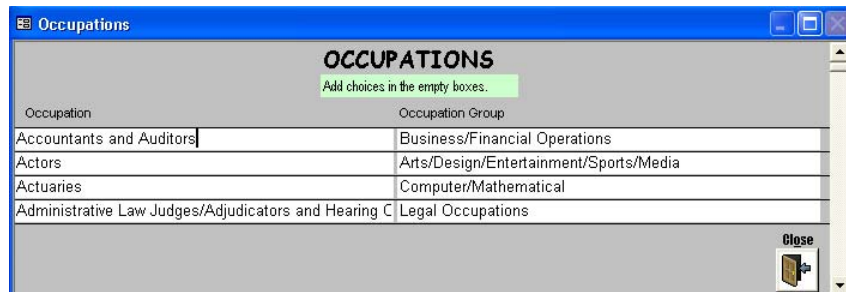 Occupations
OCCUPATIONS
Add choices in the empty boxes.
Occupation Occupation Group
Accountants and Auditors Business/Financial Operations
Actors Arts/Design/Entertainment/Sports/Media
Actuaries Computer/Mathematical
Administrative Law Judges/Adjudicators and Hearing C Legal Occupations
Close